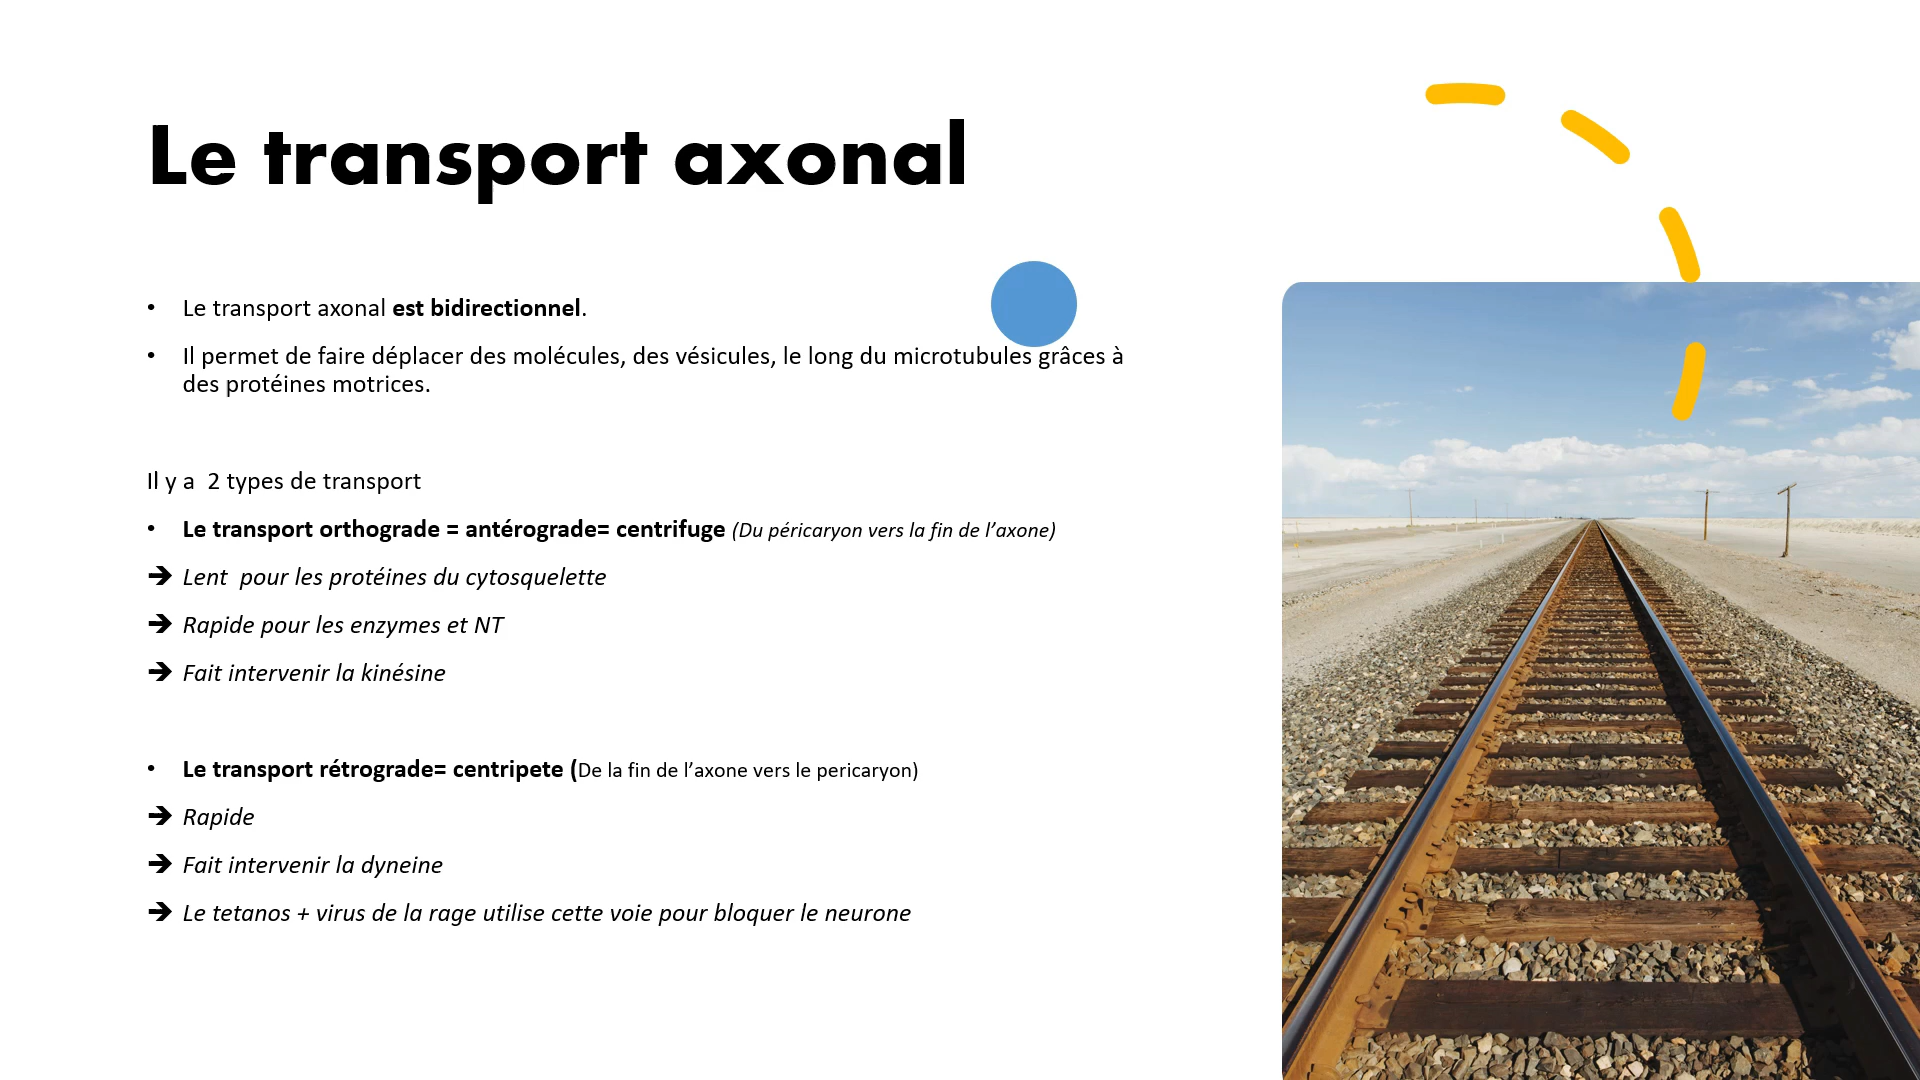 Le transport axonal
• Le transport axonal est bidirectionnel.
• Il permet de faire déplacer des molécules, des vésicules, le long du microtubules grâces à
des protéines motrices.
Il y a  2 types de transport
• Le transport orthograde = antérograde= centrifuge (Du péricaryon vers la fin de l’axone)
➔ Lent  pour les protéines du cytosquelette
➔ Rapide pour les enzymes et NT
➔ Fait intervenir la kinésine
• Le transport rétrograde= centripete (De la fin de l’axone vers le pericaryon)
➔ Rapide
➔ Fait intervenir la dyneine
➔ Le tetanos + virus de la rage utilise cette voie pour bloquer le neurone